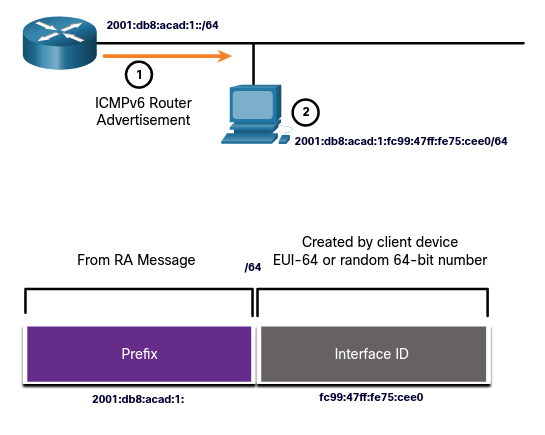 2001:db8:acad:1::/64
1
ICMPv6 Router
Advertisement
2
2001:db8:acad:1:fc99:47ff:fe75:cee0/64
Created by client device
From RA Message
/64
EUI-64 or random 64-bit number
Prefix
Interface ID
2001:db8:acad:1:
fc99:47ff:fe75:cee0